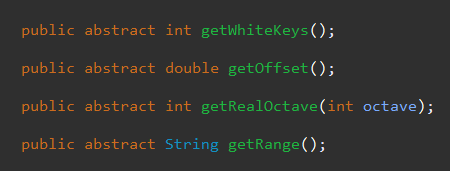 public abstract int getWhiteKeys();
public abstract double getOffset();
public abstract int getRealOctave(int octave);
public abstract String getRange();